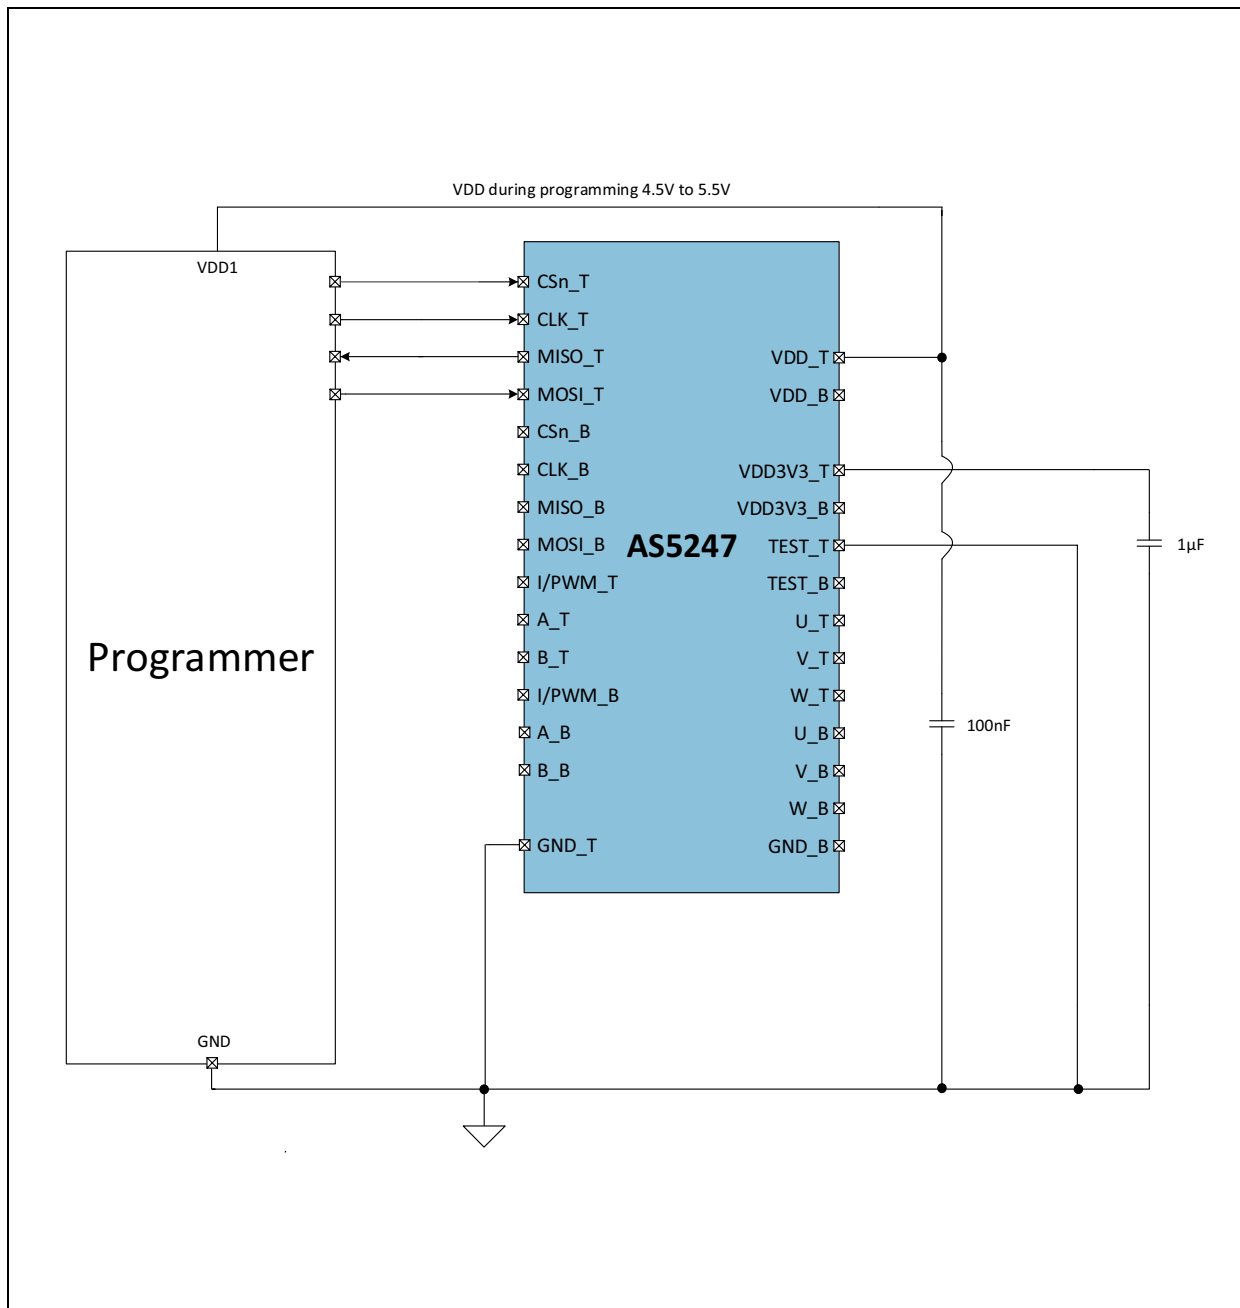 VDD during programming 4.5V to 5.5V
VDD1
Programmer
GND
CSn_T
CLK_T
MISO_T
MOSI_T
CSn_B
CLK_B
MISO_B
MOSI_B
I/PWM_T
A_T
B_T
I/PWM_B
A_B
B_B
GND_T
AS5247
VDD_T
VDD_B
VDD3V3_T
VDD3V3_B
TEST_T
TEST_B
U_T
V_T
W_T
U_B
V_B
W_B
GND_B
100nF
1µF